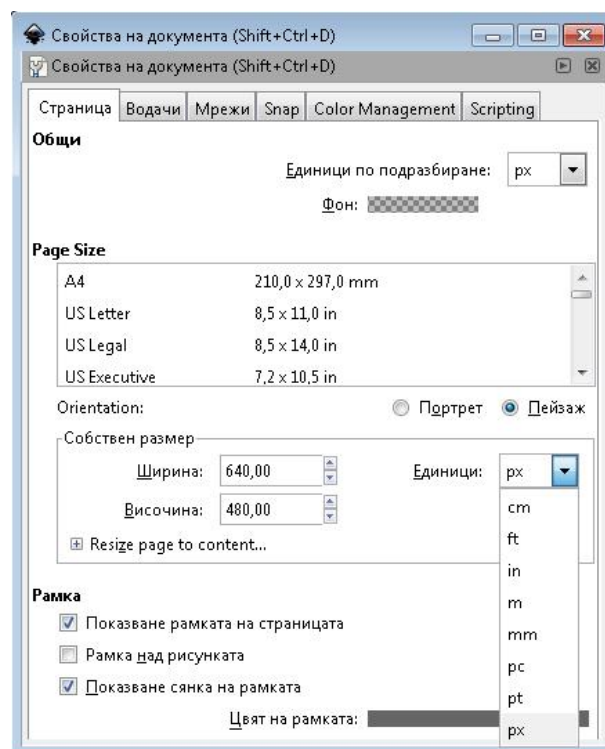 Свойства на документа (Shift+Ctrl+D)
Свойства на документа (Shift+Ctrl+D)
Страница Водачи Мрежи Snap Color Management Scripting
Общи
Единици по подразбиране: px
Фон:
Page Size
A4 210,0 x 297,0 mm
US Letter 8,5 x 11,0 in
US Legal 8,5 x 14,0 in
US Executive 7,2 x 10,5 in
Orientation: Портрет Пейзаж
Собствен размер
Ширина: 640,00 Единици: px
Височина: 480,00
Resize page to content...
Рамка
Показване рамката на страницата
Рамка над рисунката
Показване сянка на рамката
Цвят на рамката:
cm
ft
in
m
mm
pc
pt
px